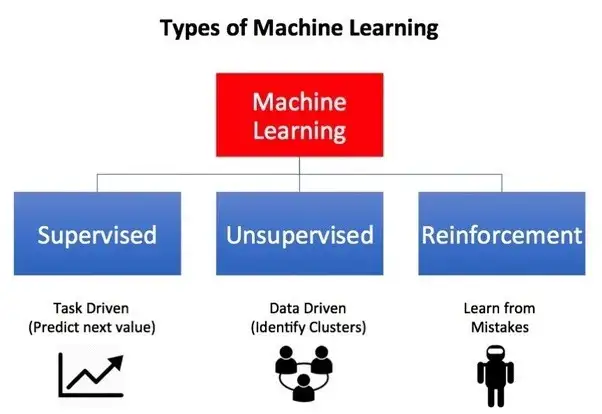 Types of Machine Learning
Machine
Learning
Supervised
Unsupervised
Reinforcement
Task Driven
(Predict next value)
Data Driven
(Identify Clusters)
Learn from
Mistakes